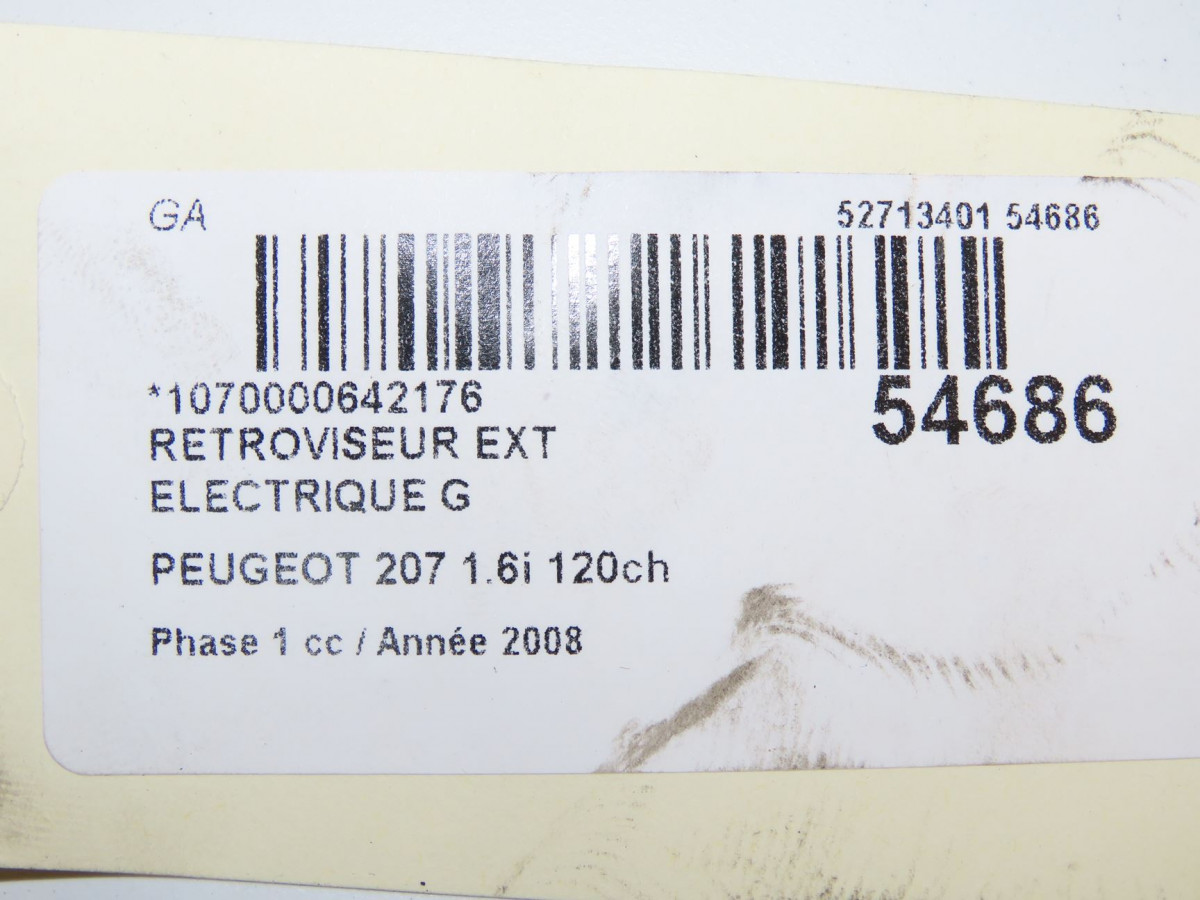 GA 52713401 54686
*1070000642176 54686
RETROVISEUR EXT
ELECTRIQUE G
PEUGEOT 207 1.6i 120ch
Phase 1 cc / Année 2008